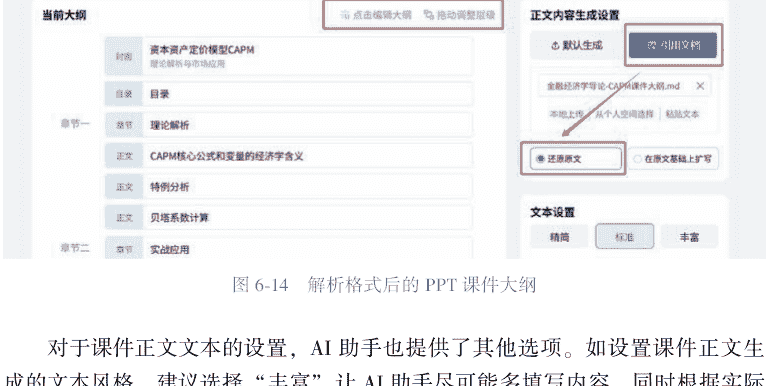 当前大纲
点击编辑大纲 拖动调整层级
封面 资本资产定价模型CAPM
理论解析与市场应用
目录 目录
章节一 章节 理论解析
正文 CAPM核心公式和变量的经济学含义
正文 特例分析
正文 贝塔系数计算
章节二 章节 实战应用
正文内容生成设置
默认生成 引用文档
金融经济学导论-CAPM课件大纲.md
本地上传 从个人空间选择 粘贴文本
还原原文 在原文基础上扩写
文本设置
精简 标准 丰富
图 6-14 解析格式后的 PPT 课件大纲
对于课件正文文本的设置，AI 助手也提供了其他选项。如设置课件正文生
成的文本风格，建议选择“丰富”让 AI 助手尽可能多填写内容，同时根据实际